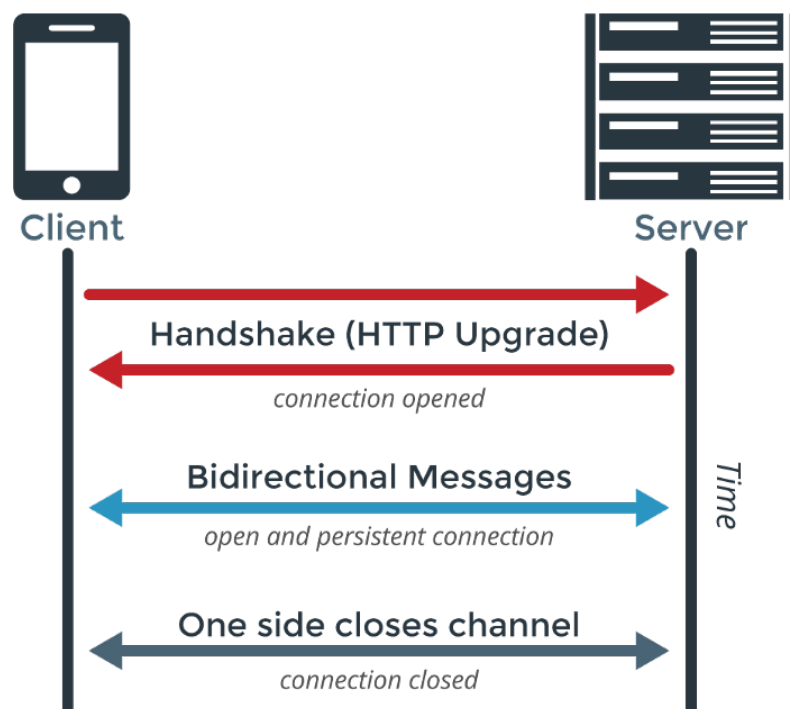 Client
Server
Handshake (HTTP Upgrade)
connection opened
Bidirectional Messages
Time
open and persistent connection
One side closes channel
connection closed